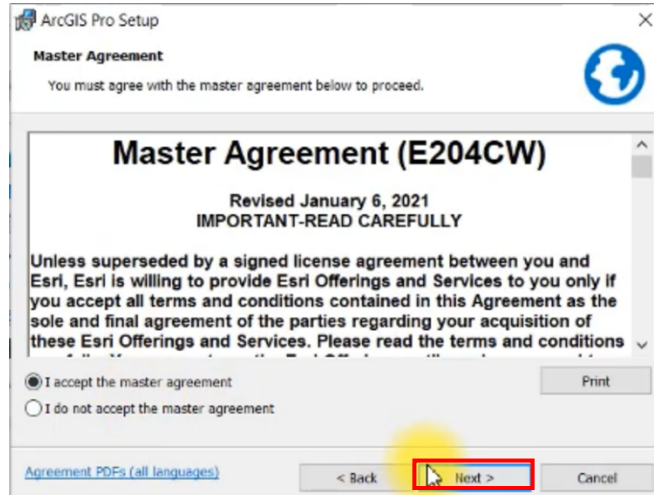 ArcGIS Pro Setup
Master Agreement
You must agree with the master agreement below to proceed.
Master Agreement (E204CW)
Revised January 6, 2021
IMPORTANT-READ CAREFULLY
Unless superseded by a signed license agreement between you and
Esri, Esri is willing to provide Esri Offerings and Services to you only if
you accept all terms and conditions contained in this Agreement as the
sole and final agreement of the parties regarding your acquisition of
these Esri Offerings and Services. Please read the terms and conditions
I accept the master agreement
Print
I do not accept the master agreement
Agreement PDFs (all languages)
< Back
Next >
Cancel